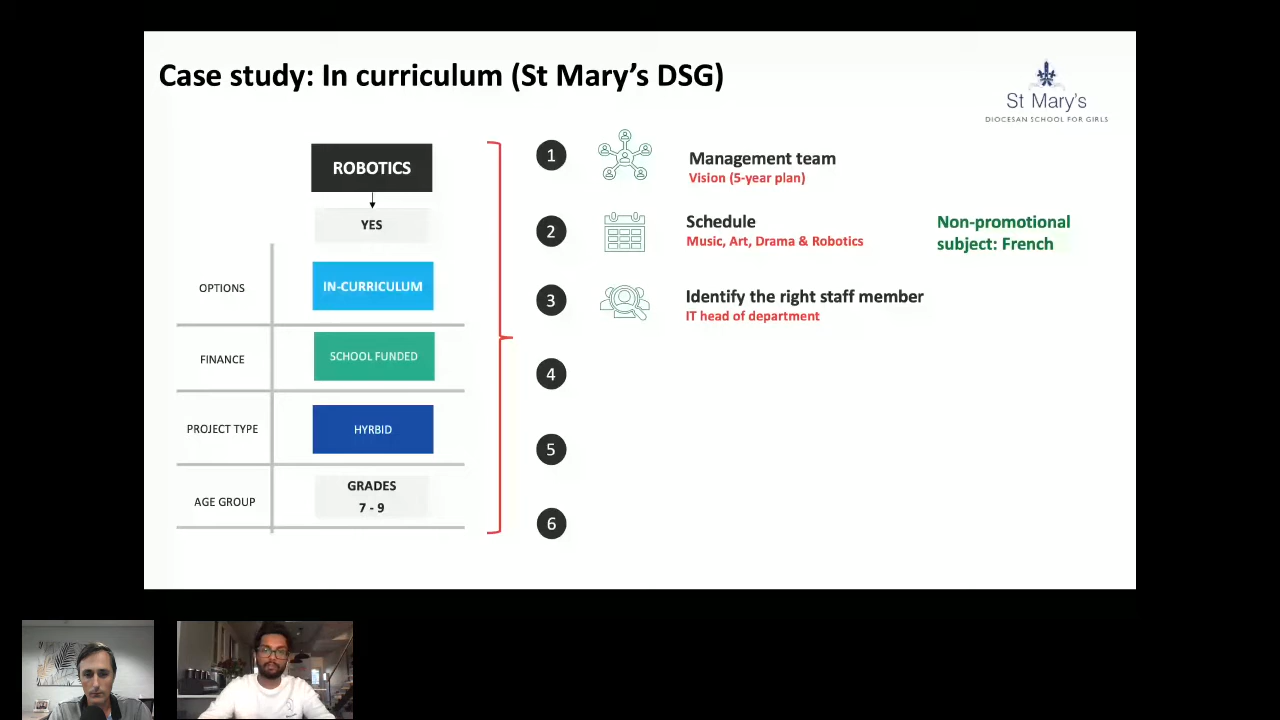 Case study: In curriculum (St Mary's DSG)
St Mary's
DIOCESAN SCHOOL FOR GIRLS
ROBOTICS
YES
OPTIONS
IN-CURRICULUM
FINANCE
SCHOOL FUNDED
PROJECT TYPE
HYRBID
AGE GROUP
GRADES
7 - 9
1
Management team
Vision (5-year plan)
2
Schedule
Music, Art, Drama & Robotics
Non-promotional
subject: French
3
Identify the right staff member
IT head of department
4
5
6